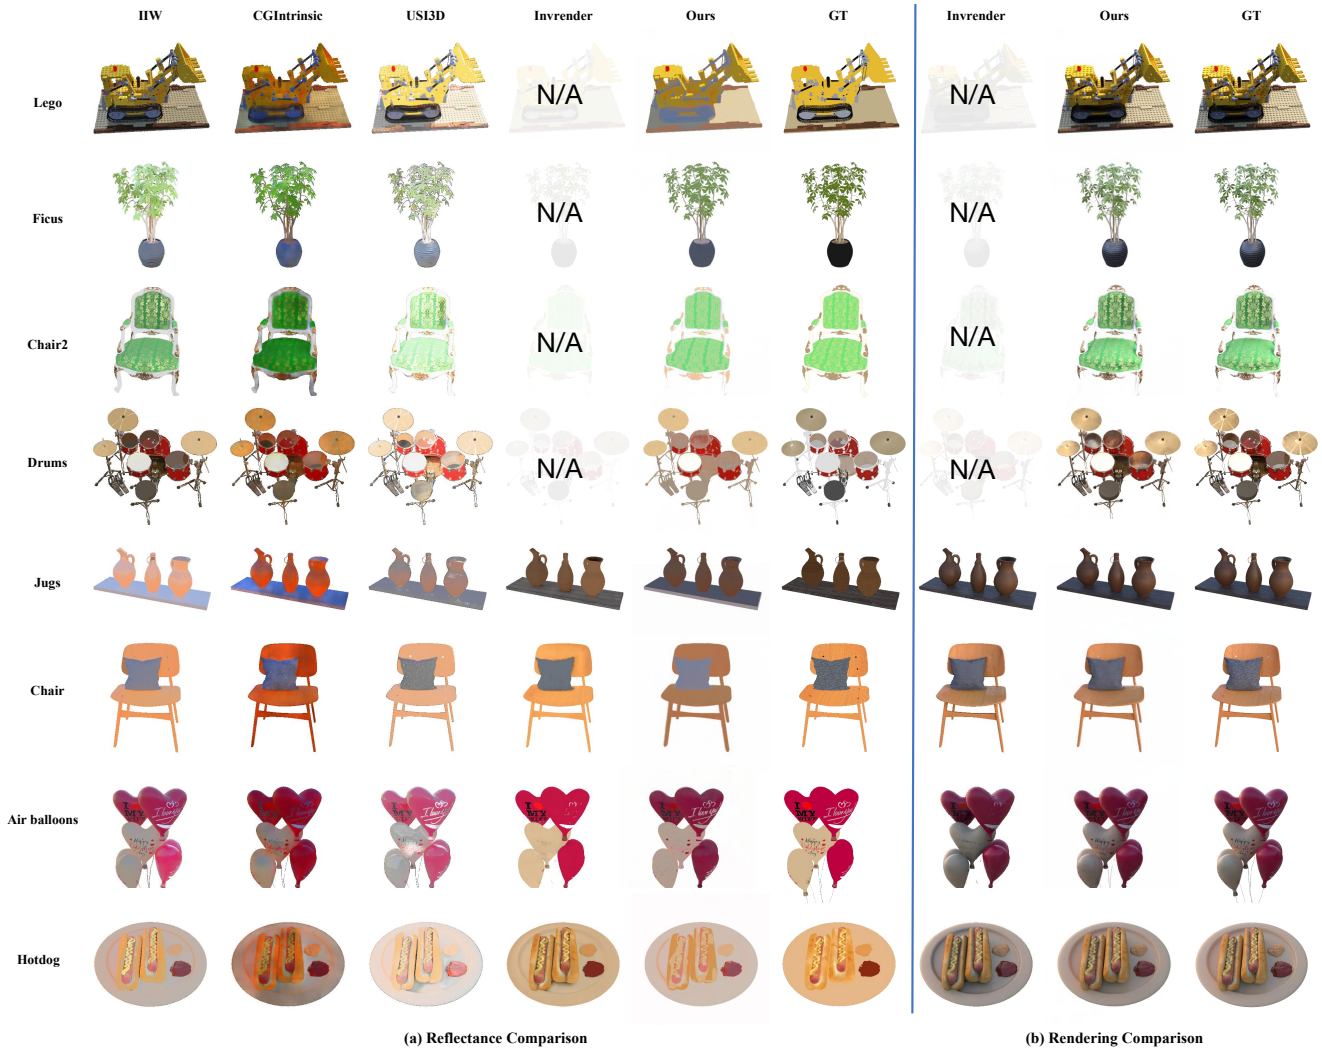 IIW CGIntrinsic USI3D Invrender Ours GT Invrender Ours GT
Lego N/A N/A
Ficus N/A N/A
Chair2 N/A N/A
Drums N/A N/A
Jugs
Chair
Air balloons
Hotdog
(a) Reflectance Comparison (b) Rendering Comparison